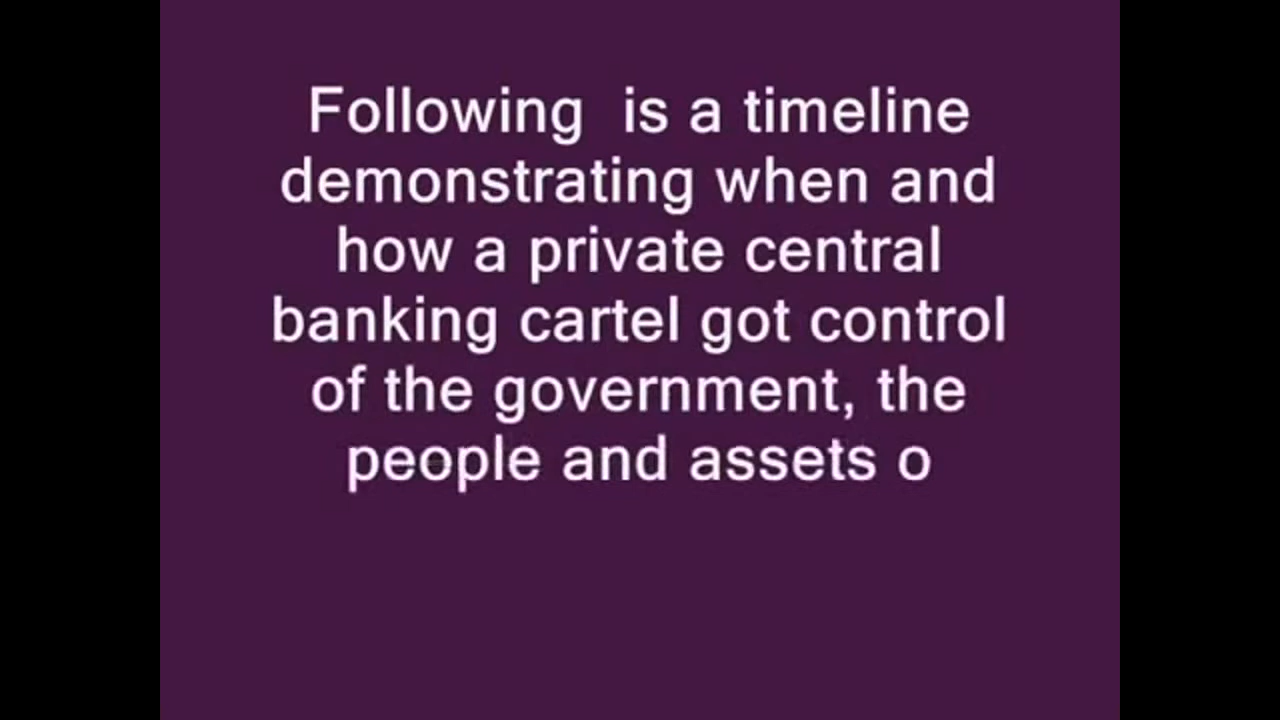 Following  is a timeline
demonstrating when and
how a private central
banking cartel got control
of the government, the
people and assets o